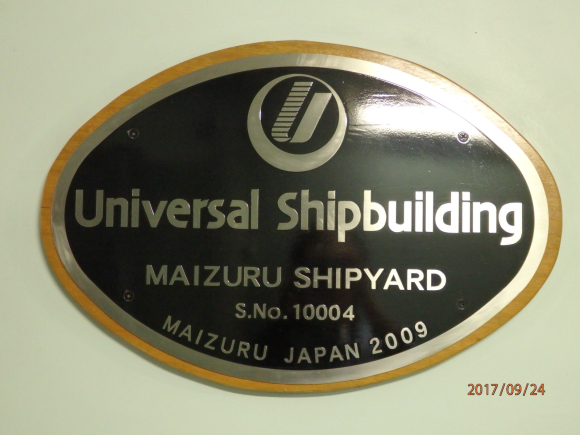 Universal Shipbuilding
MAIZURU SHIPYARD
S.No.10004
MAIZURU JAPAN 2009
2017/09/24